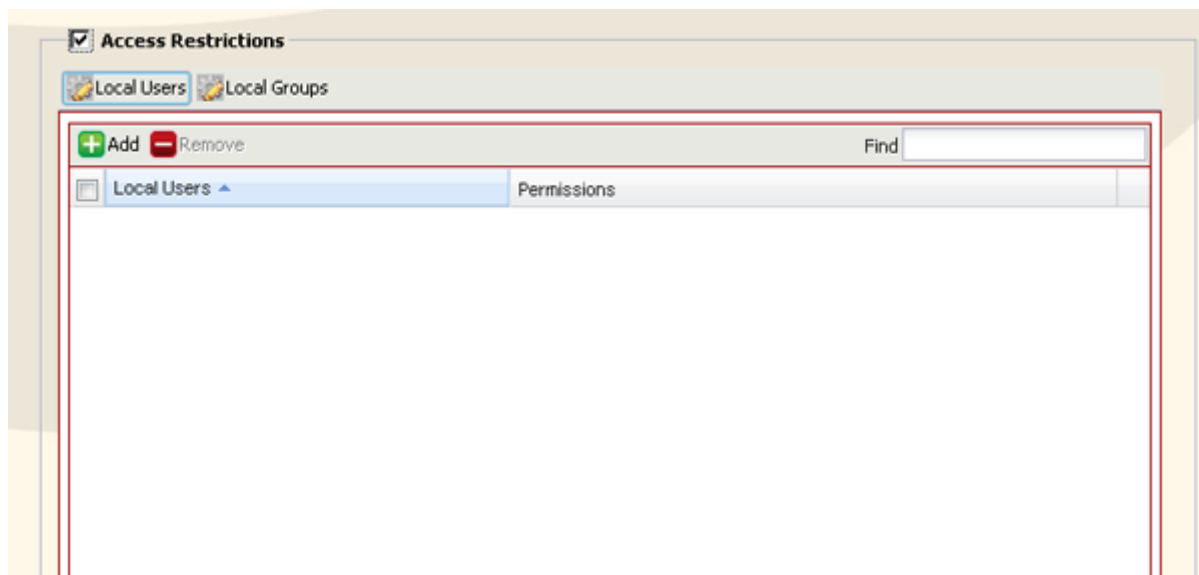 Access Restrictions
Local Users Local Groups
Add Remove Find
Local Users Permissions